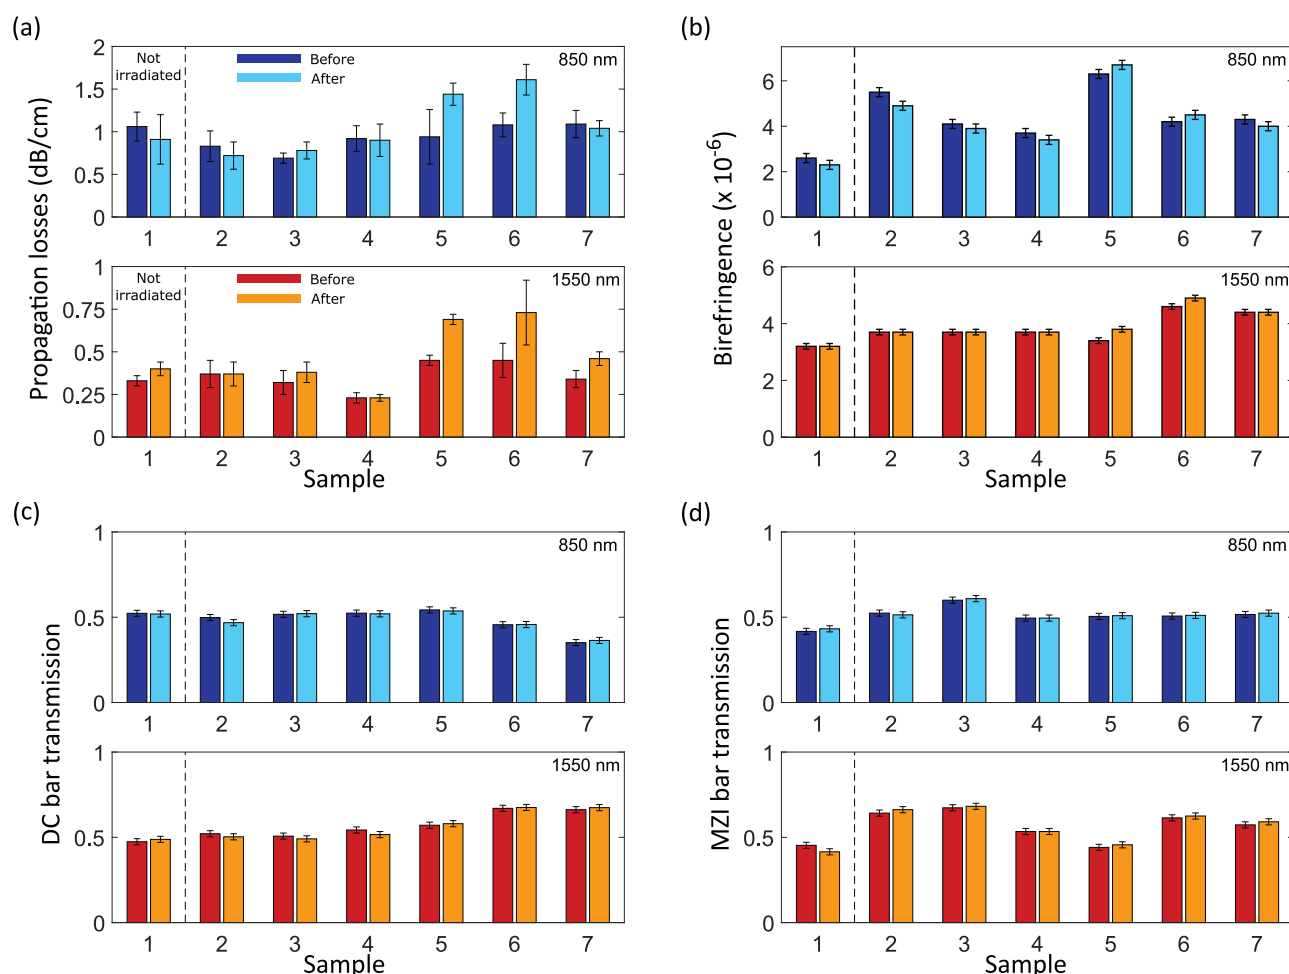 (a)
Propagation losses (dB/cm)
2
1.5
1
0.5
0
Not
irradiated
Before
After
850 nm
1 2 3 4 5 6 7
1
0.75
0.5
0.25
0
Not
irradiated
Before
After
1550 nm
1 2 3 4 5 6 7
Sample
(b)
Birefringence (x 10⁻⁶)
6
4
2
0
850 nm
1 2 3 4 5 6 7
6
4
2
0
1550 nm
1 2 3 4 5 6 7
Sample
(c)
DC bar transmission
1
0.5
0
850 nm
1 2 3 4 5 6 7
1
0.5
0
1550 nm
1 2 3 4 5 6 7
Sample
(d)
MZI bar transmission
1
0.5
0
850 nm
1 2 3 4 5 6 7
1
0.5
0
1550 nm
1 2 3 4 5 6 7
Sample